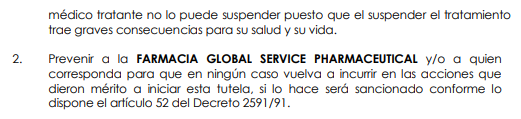 médico tratante no lo puede suspender puesto que el suspender el tratamiento
trae graves consecuencias para su salud y su vida.
2. Prevenir a la FARMACIA GLOBAL SERVICE PHARMACEUTICAL y/o a quien
corresponda para que en ningún caso vuelva a incurrir en las acciones que
dieron mérito a iniciar esta tutela, si lo hace será sancionado conforme lo
dispone el artículo 52 del Decreto 2591/91.